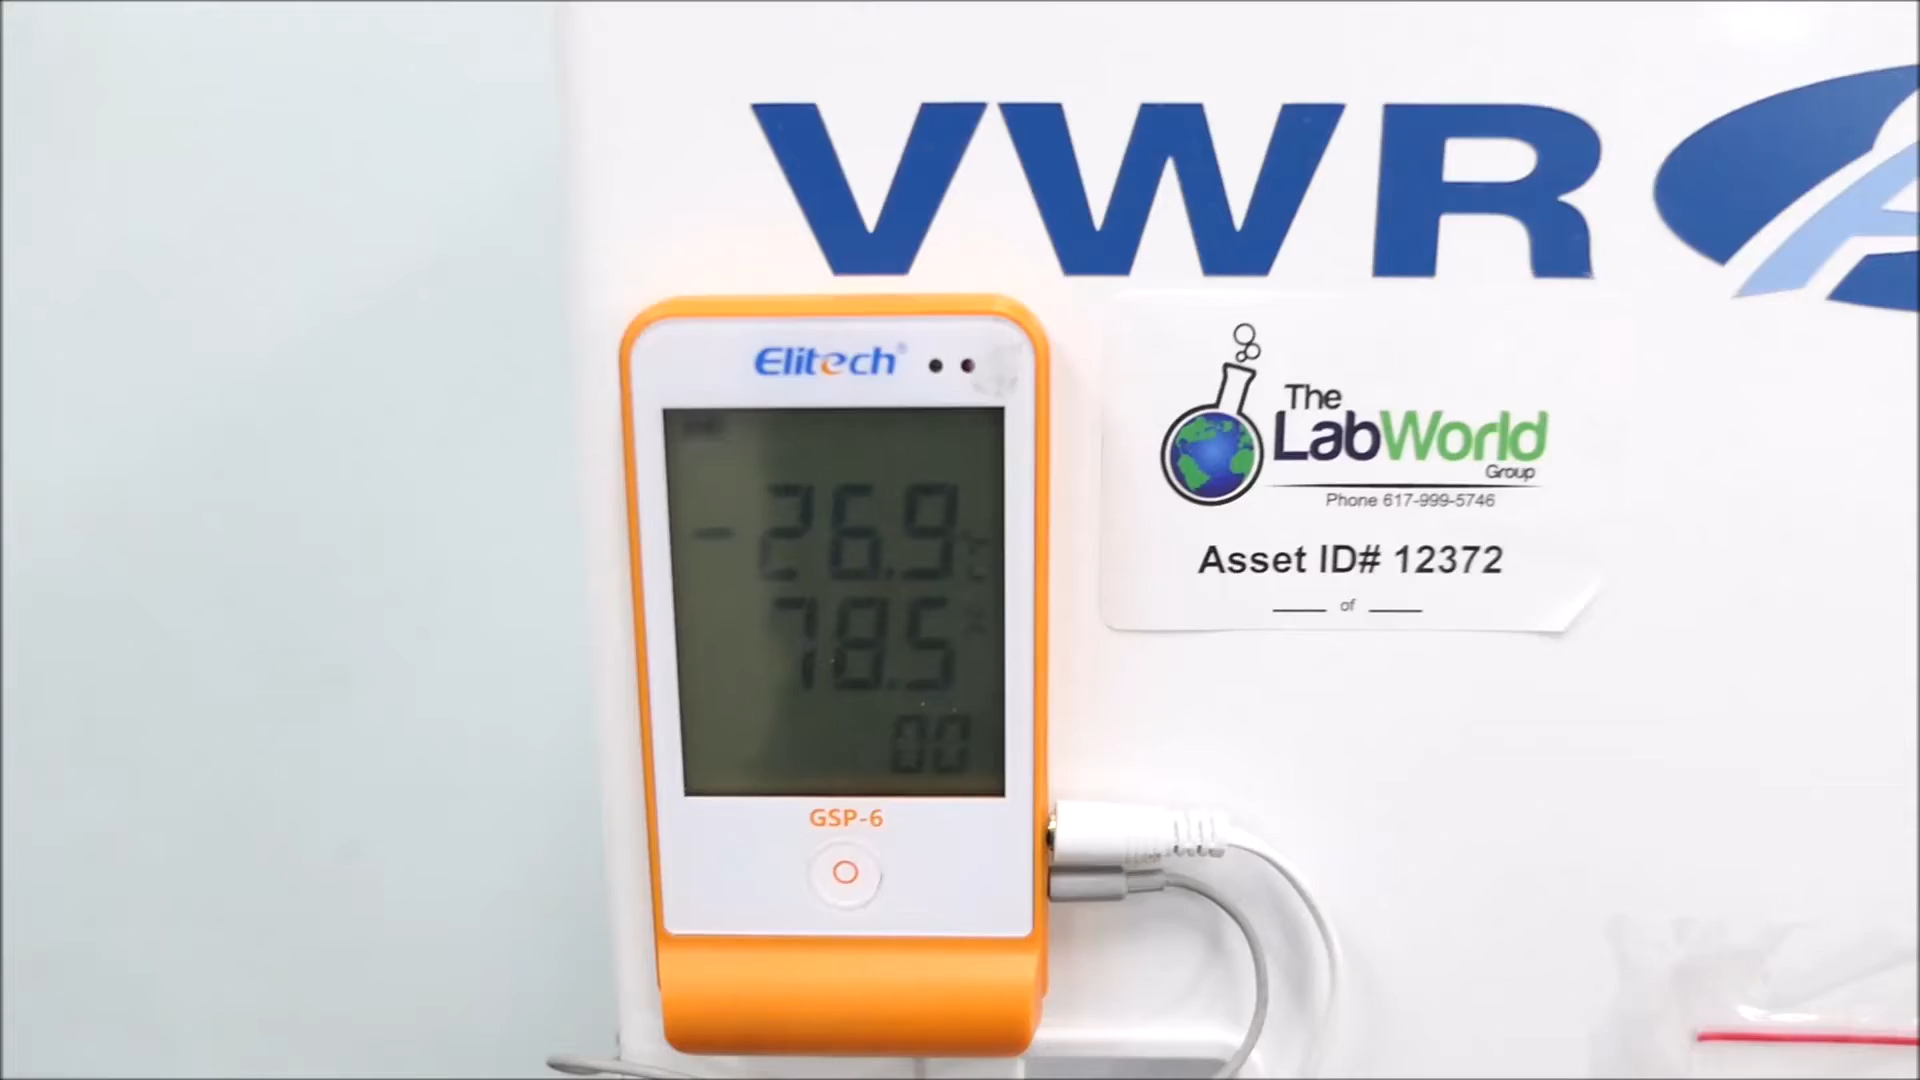 VWR
Elitech®
-26.9
78.5
00
GSP-6
The
LabWorld
Group
Phone 617-999-5746
Asset ID# 12372
of